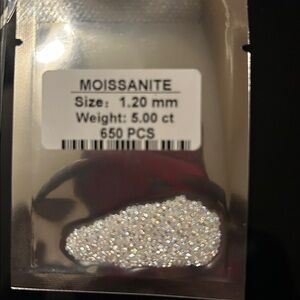 MOISSANITE
Size: 1.20 mm
Weight: 5.00 ct
650 PCS